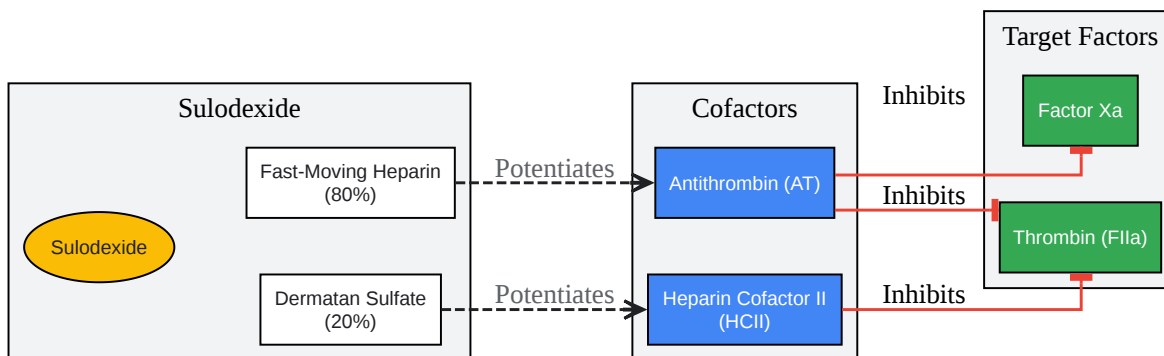 Sulodexide
Fast-Moving Heparin
(80%)
Sulodexide
Dermatan Sulfate
(20%)
Potentiates
Potentiates
Cofactors
Antithrombin (AT)
Heparin Cofactor II
(HCII)
Inhibits
Inhibits
Inhibits
Target Factors
Factor Xa
Thrombin (FIIa)